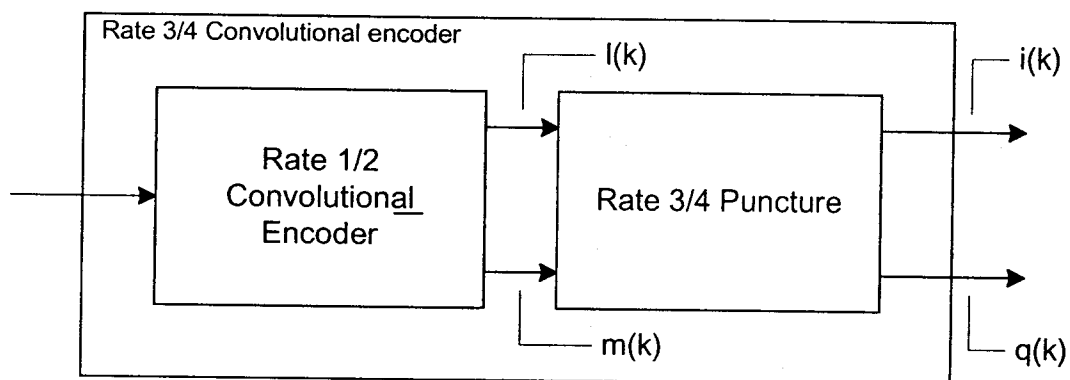 Rate 3/4 Convolutional encoder
l(k)
i(k)
Rate 1/2
Convolutional
Encoder
Rate 3/4 Puncture
m(k)
q(k)